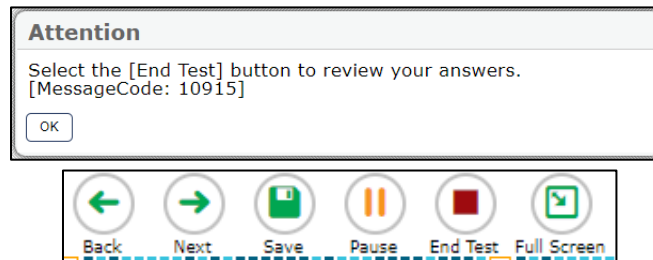 Attention
Select the [End Test] button to review your answers.
[MessageCode: 10915]
OK
Back Next Save Pause End Test Full Screen